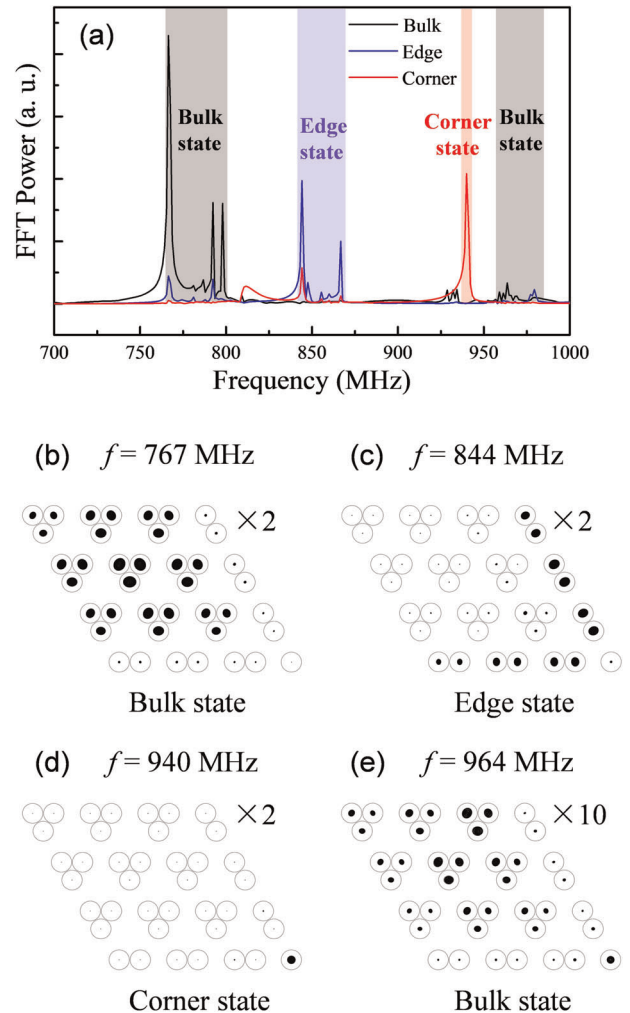 (a)
Bulk
Edge
Corner
Bulk
state
Edge
state
Corner
state
Bulk
state
FFT Power (a. u.)
700 750 800 850 900 950 1000
Frequency (MHz)
(b) f = 767 MHz
(c) f = 844 MHz
×2
×2
Bulk state
Edge state
(d) f = 940 MHz
(e) f = 964 MHz
×2
×10
Corner state
Bulk state